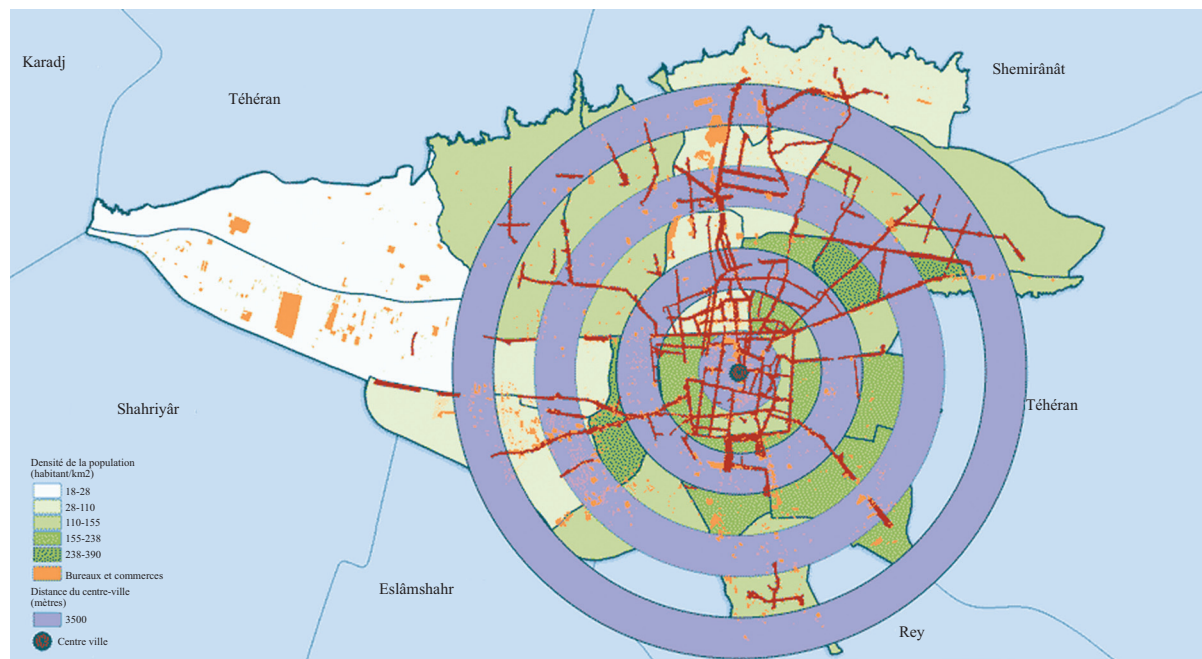 Karadj
Téhéran
Shemirânât
Shahriyâr
Téhéran
Eslâmshahr
Rey
Densité de la population
(habitant/km2)
18-28
28-110
110-155
155-238
238-390
Bureaux et commerces
Distance du centre-ville
(mètres)
3500
Centre ville